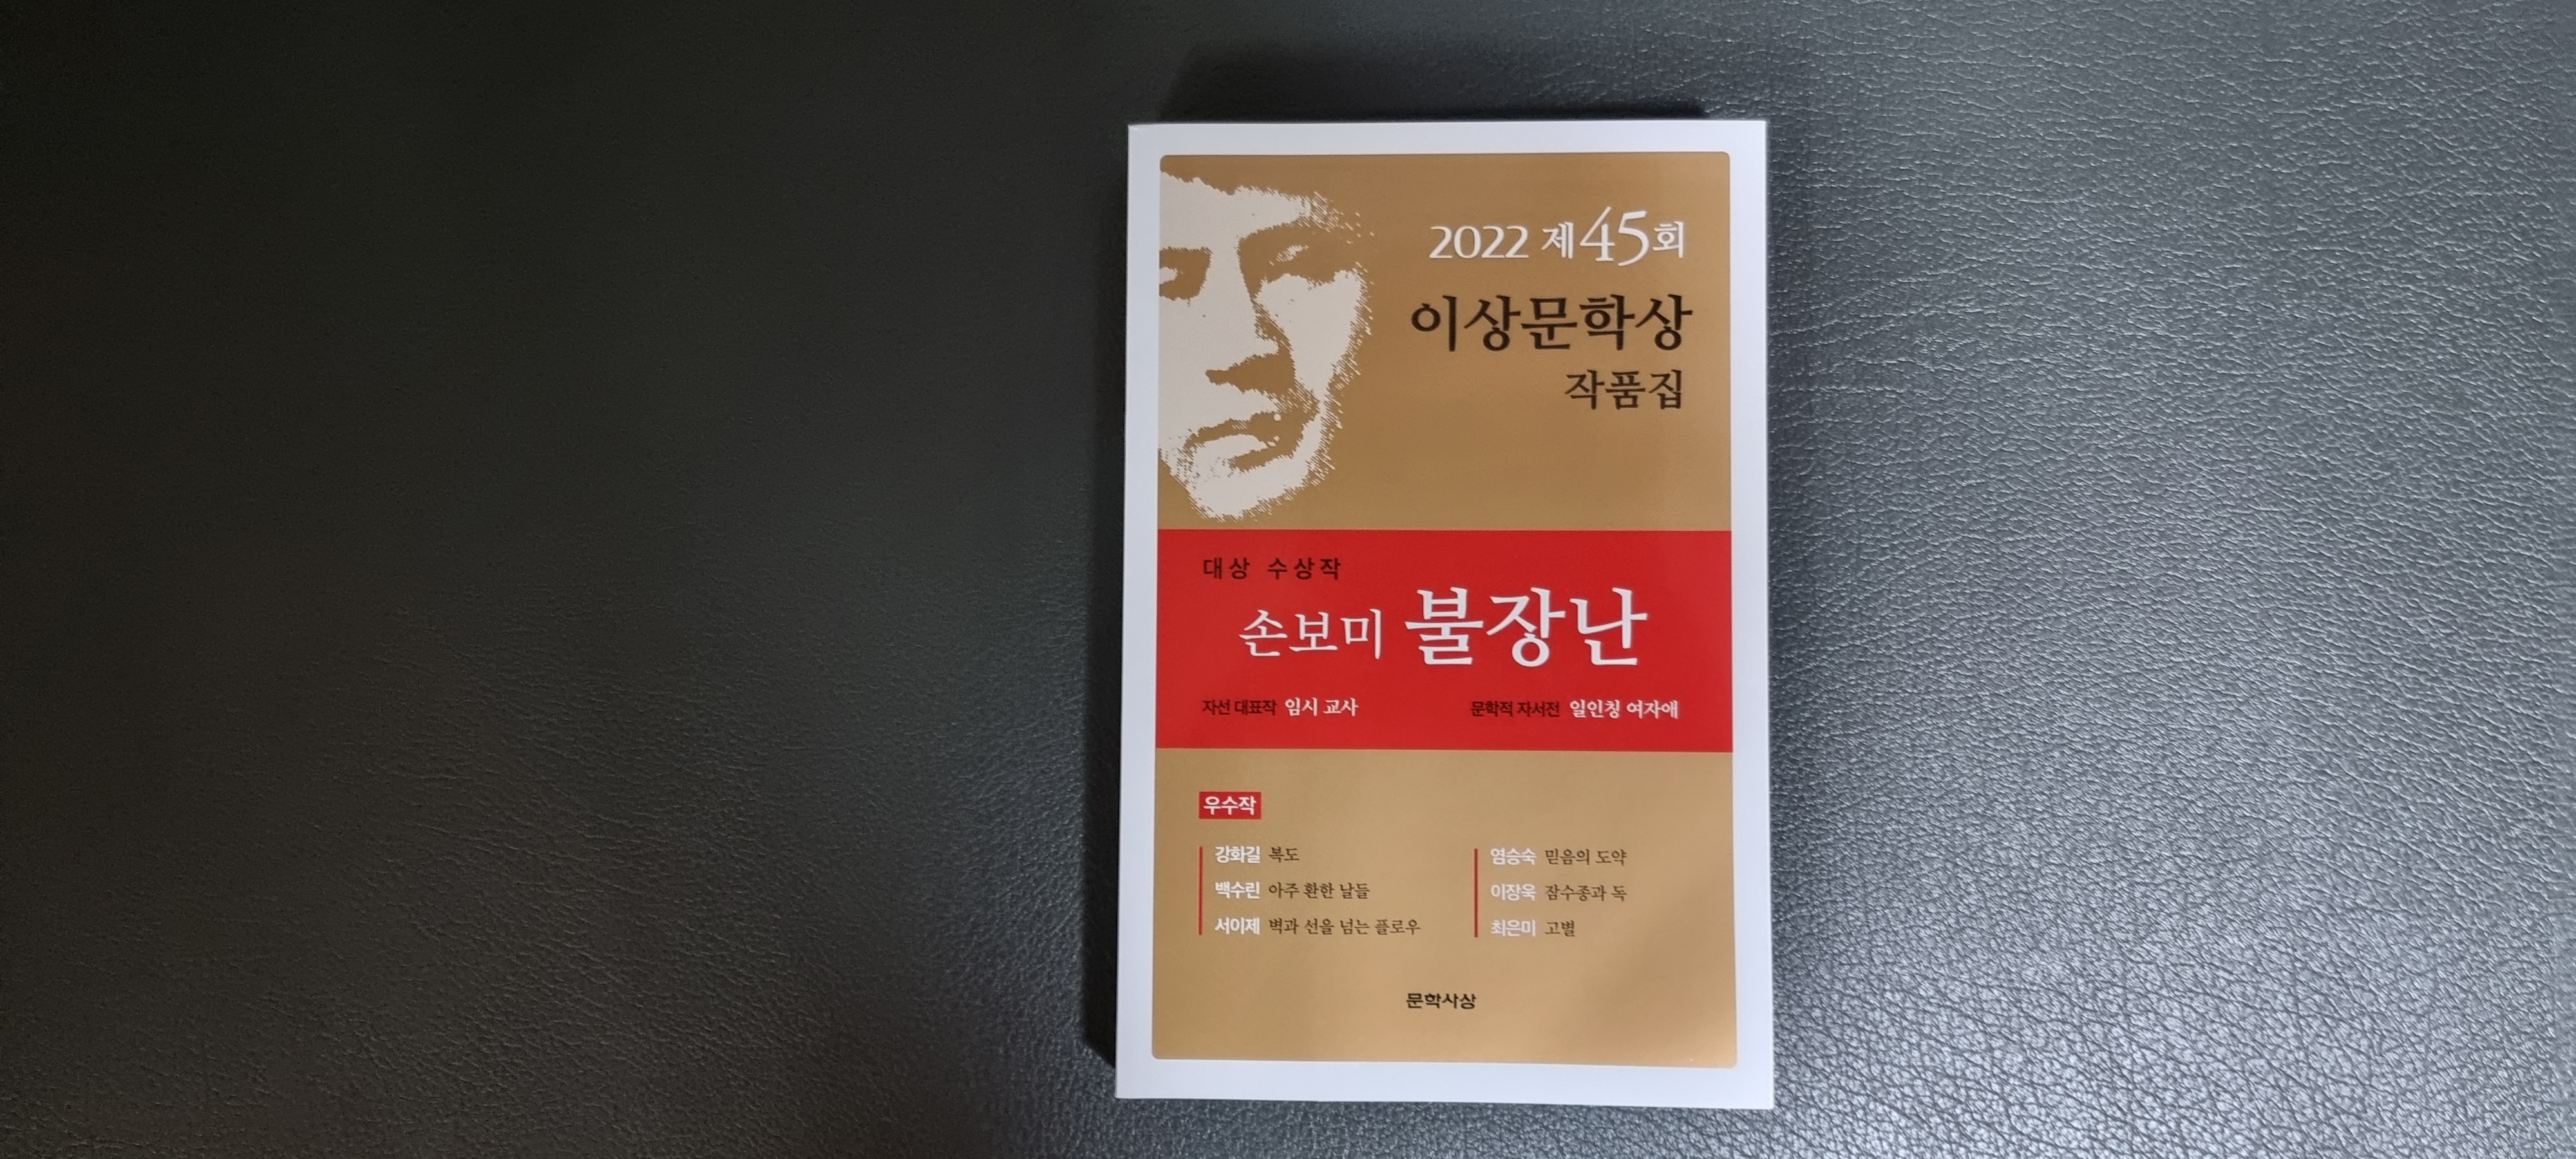 2022 제45회
이상문학상
작품집
대상 수상작
손보미 불장난
자선 대표작 임시 교사
문학적 자서전 일인칭 여자애
우수작
강화길 복도
백수린 아주 환한 날들
서이제 벽과 선을 넘는 플로우
염승숙 믿음의 도약
이장욱 잠수종과 독
최은미 고별
문학사상